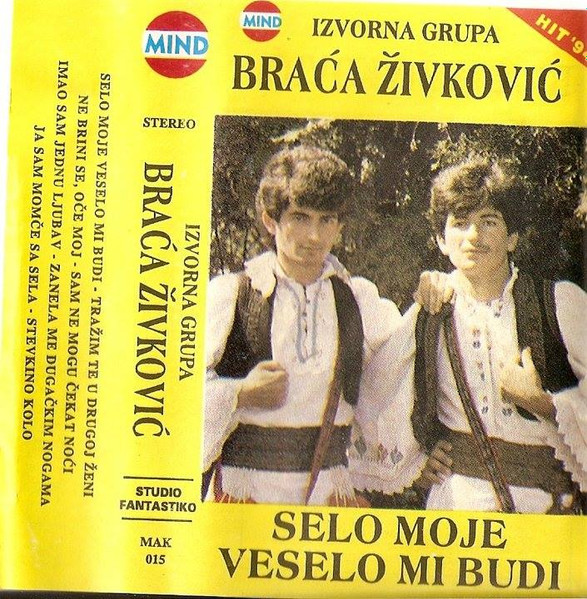 SELO MOJE VESELO MI BUDI - TRAŽIM TE U DRUGOJ ŽENI
NE BRINI SE, OČE MOJ - SAM NE MOGU ČEKAT NOĆI
IMAO SAM JEDNU LJUBAV - ZANELA ME DUGAČKIM NOGAMA
JA SAM MOMČE SA SELA - STEVKINO KOLO
MIND
STEREO
IZVORNA GRUPA
BRAĆA ŽIVKOVIĆ
STUDIO
FANTASTIKO
MAK
015
MIND
IZVORNA GRUPA
BRAĆA ŽIVKOVIĆ
SELO MOJE
VESELO MI BUDI